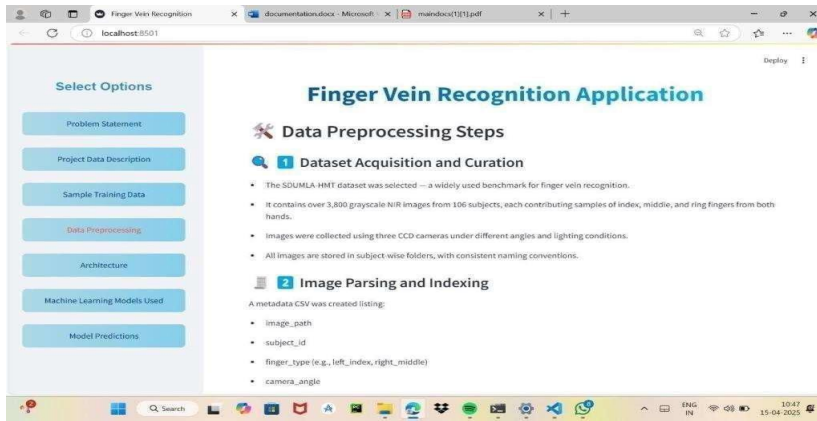 Finger Vein Recognition
documentation.docx - Microsoft
maindocs(1)[1].pdf
localhost:8501
Deploy
Select Options
Problem Statement
Project Data Description
Sample Training Data
Data Preprocessing
Architecture
Machine Learning Models Used
Model Predictions
Finger Vein Recognition Application
Data Preprocessing Steps
1 Dataset Acquisition and Curation
• The SDUMLA-HMT dataset was selected — a widely used benchmark for finger vein recognition.
• It contains over 3,800 grayscale NIR images from 106 subjects, each contributing samples of index, middle, and ring fingers from both
hands.
• Images were collected using three CCD cameras under different angles and lighting conditions.
• All images are stored in subject-wise folders, with consistent naming conventions.
2 Image Parsing and Indexing
A metadata CSV was created listing:
• image_path
• subject_id
• finger_type (e.g., left_index, right_middle)
• camera_angle
2
Search
ENG
IN
10:47
15-04-2025